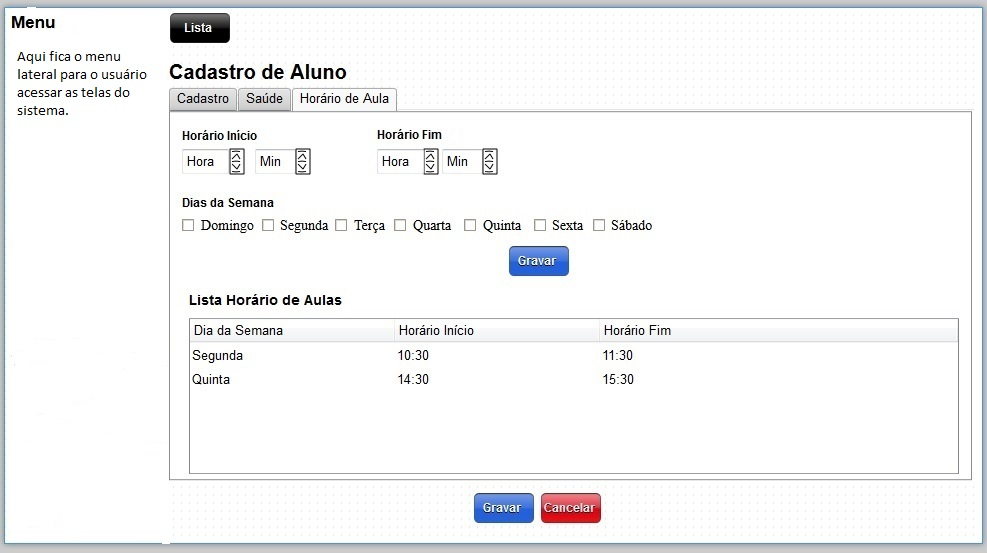 Menu
Aqui fica o menu
lateral para o usuário
acessar as telas do
sistema.
Lista
Cadastro de Aluno
Cadastro Saúde Horário de Aula
Horário Início Horário Fim
Hora Min Hora Min
Dias da Semana
Domingo Segunda Terça Quarta Quinta Sexta Sábado
Gravar
Lista Horário de Aulas
Dia da Semana Horário Início Horário Fim
Segunda 10:30 11:30
Quinta 14:30 15:30
Gravar Cancelar